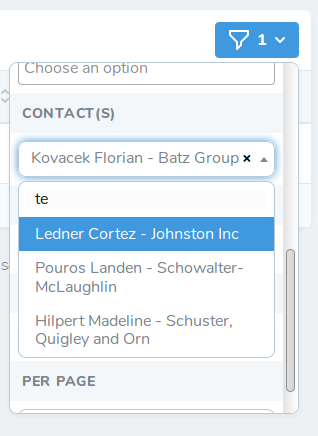 1
Choose an option
CONTACT(S)
Kovacek Florian - Batz Group ×
te
Ledner Cortez - Johnston Inc
Pouros Landen - Schowalter-
McLaughlin
Hilpert Madeline - Schuster,
Quigley and Orn
PER PAGE